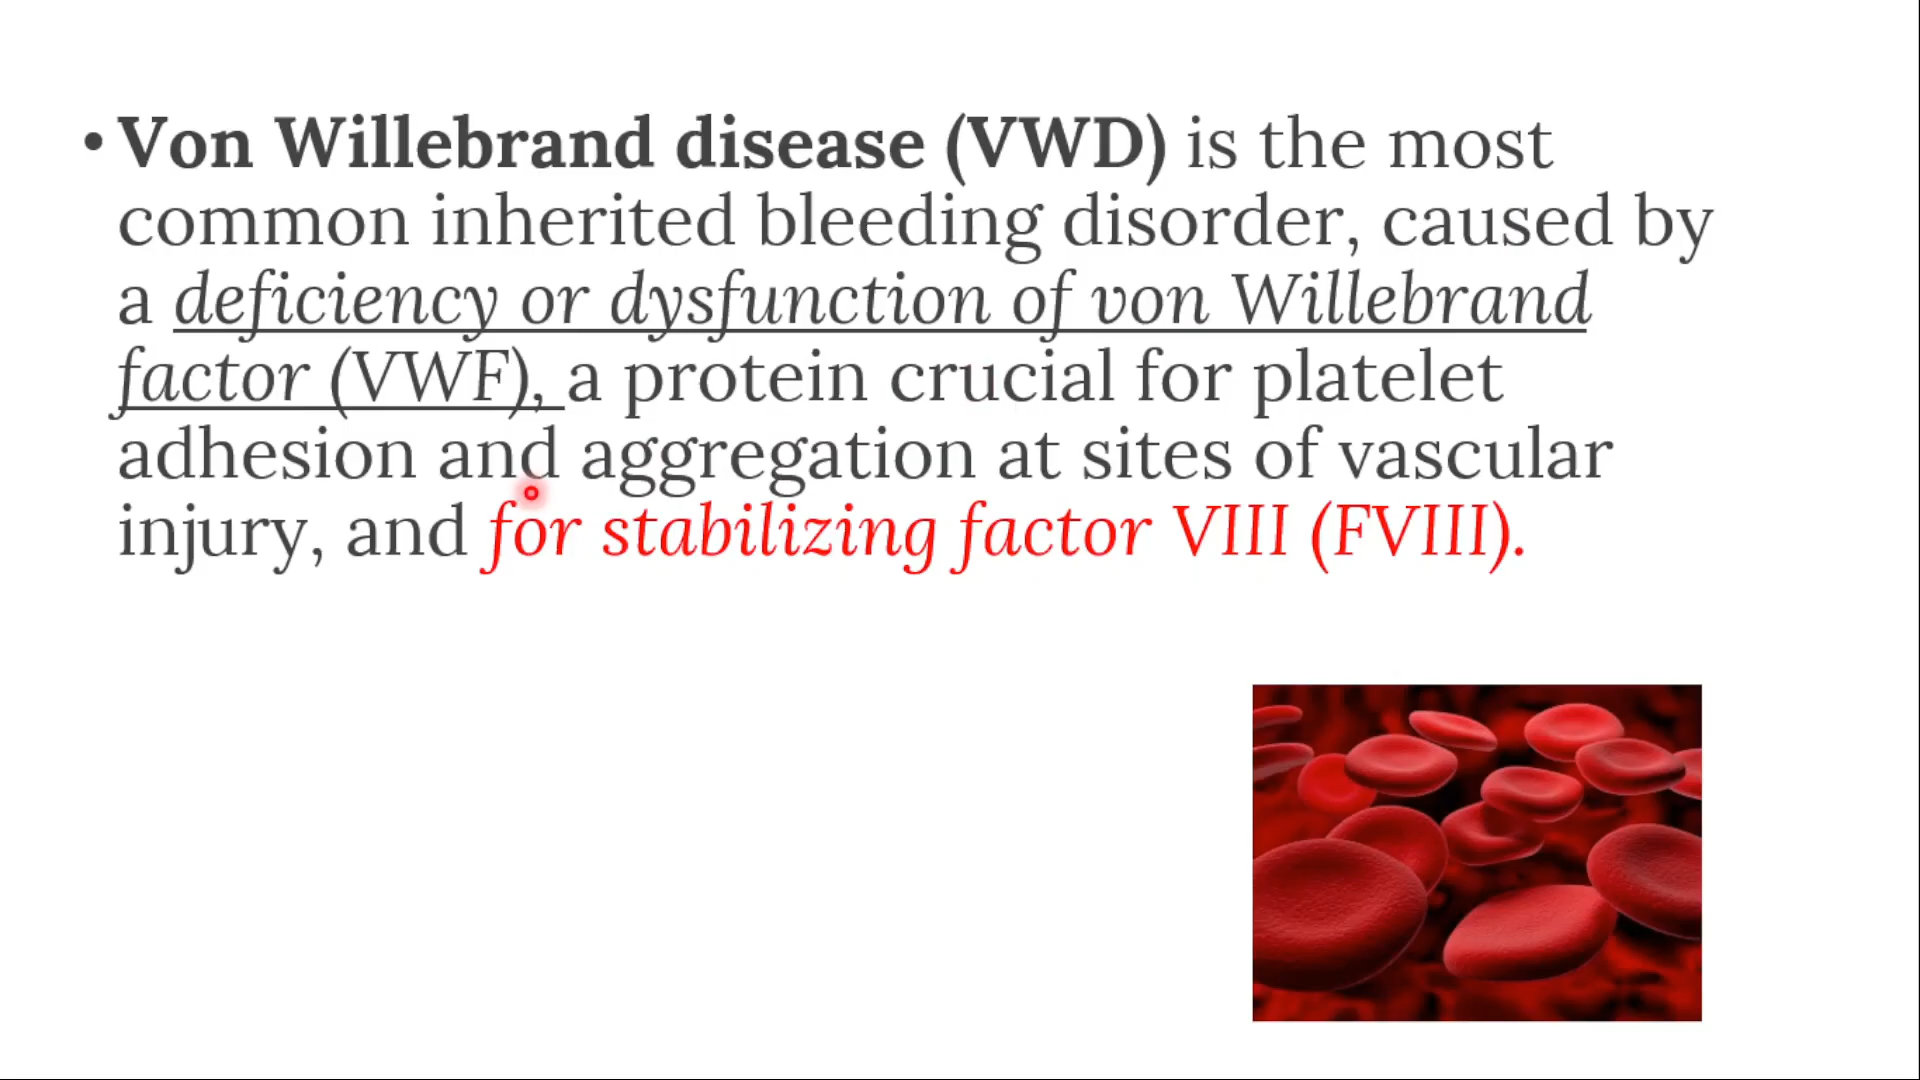 • Von Willebrand disease (VWD) is the most
common inherited bleeding disorder, caused by
a deficiency or dysfunction of von Willebrand
factor (VWF), a protein crucial for platelet
adhesion and aggregation at sites of vascular
injury, and for stabilizing factor VIII (FVIII).